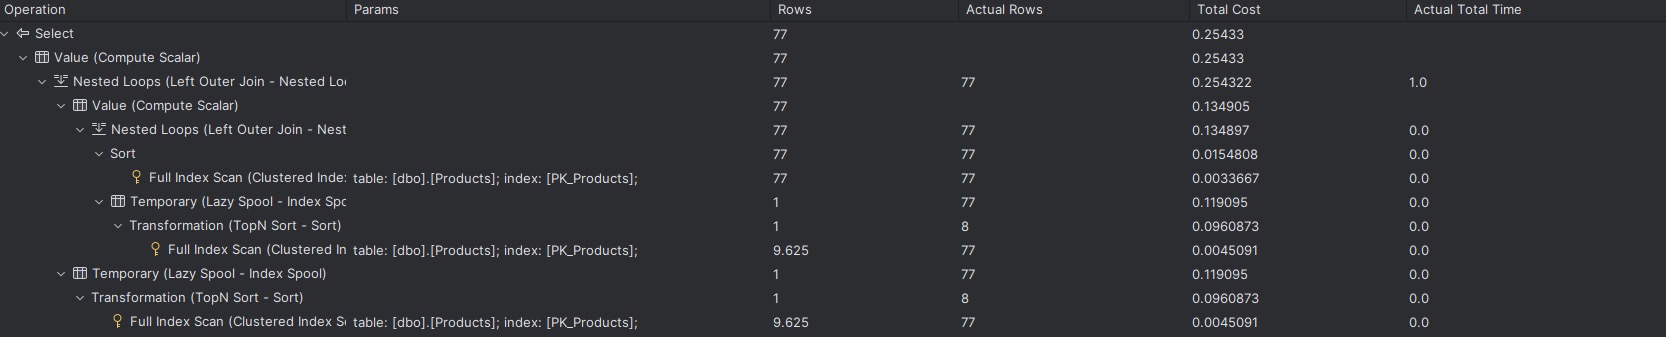 Operation Params Rows Actual Rows Total Cost Actual Total Time
Select 77 0.25433
Value (Compute Scalar) 77 0.25433
Nested Loops (Left Outer Join - Nested Lo 77 77 0.254322 1.0
Value (Compute Scalar) 77 0.134905
Nested Loops (Left Outer Join - Nest 77 77 0.134897 0.0
Sort 77 77 0.0154808 0.0
Full Index Scan (Clustered Inde table: [dbo].[Products]; index: [PK_Products]; 77 77 0.0033667 0.0
Temporary (Lazy Spool - Index Spo 1 77 0.119095 0.0
Transformation (TopN Sort - Sort) 1 8 0.0960873 0.0
Full Index Scan (Clustered In table: [dbo].[Products]; index: [PK_Products]; 9.625 77 0.0045091 0.0
Temporary (Lazy Spool - Index Spool) 1 77 0.119095 0.0
Transformation (TopN Sort - Sort) 1 8 0.0960873 0.0
Full Index Scan (Clustered Index S table: [dbo].[Products]; index: [PK_Products]; 9.625 77 0.0045091 0.0